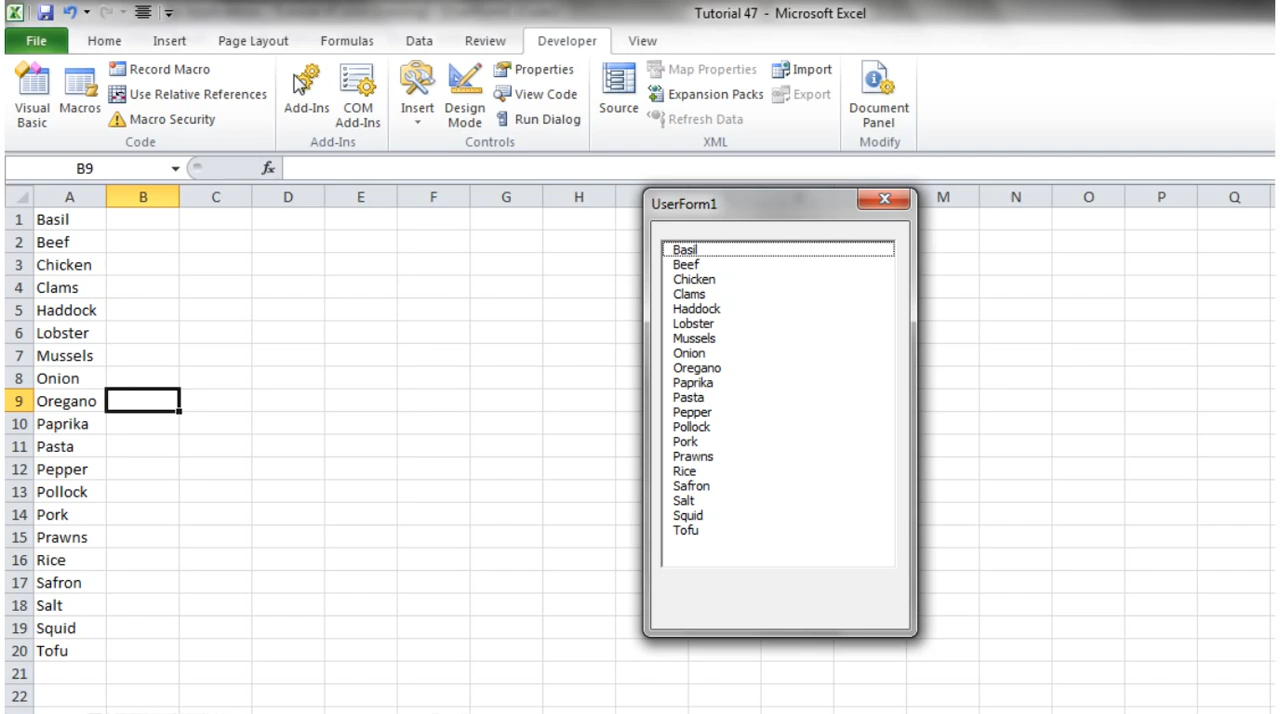 Tutorial 47 - Microsoft Excel
File Home Insert Page Layout Formulas Data Review Developer View
Visual Basic
Macros
Record Macro
Use Relative References
Macro Security
Code
Add-Ins
COM Add-Ins
Add-Ins
Insert
Design Mode
Properties
View Code
Run Dialog
Controls
Source
Map Properties
Expansion Packs
Refresh Data
Import
Export
XML
Document Panel
Modify
B9 fx
A B C D E F G H M N O P Q
1 Basil
2 Beef
3 Chicken
4 Clams
5 Haddock
6 Lobster
7 Mussels
8 Onion
9 Oregano
10 Paprika
11 Pasta
12 Pepper
13 Pollock
14 Pork
15 Prawns
16 Rice
17 Safron
18 Salt
19 Squid
20 Tofu
21
22
UserForm1
Basil
Beef
Chicken
Clams
Haddock
Lobster
Mussels
Onion
Oregano
Paprika
Pasta
Pepper
Pollock
Pork
Prawns
Rice
Safron
Salt
Squid
Tofu